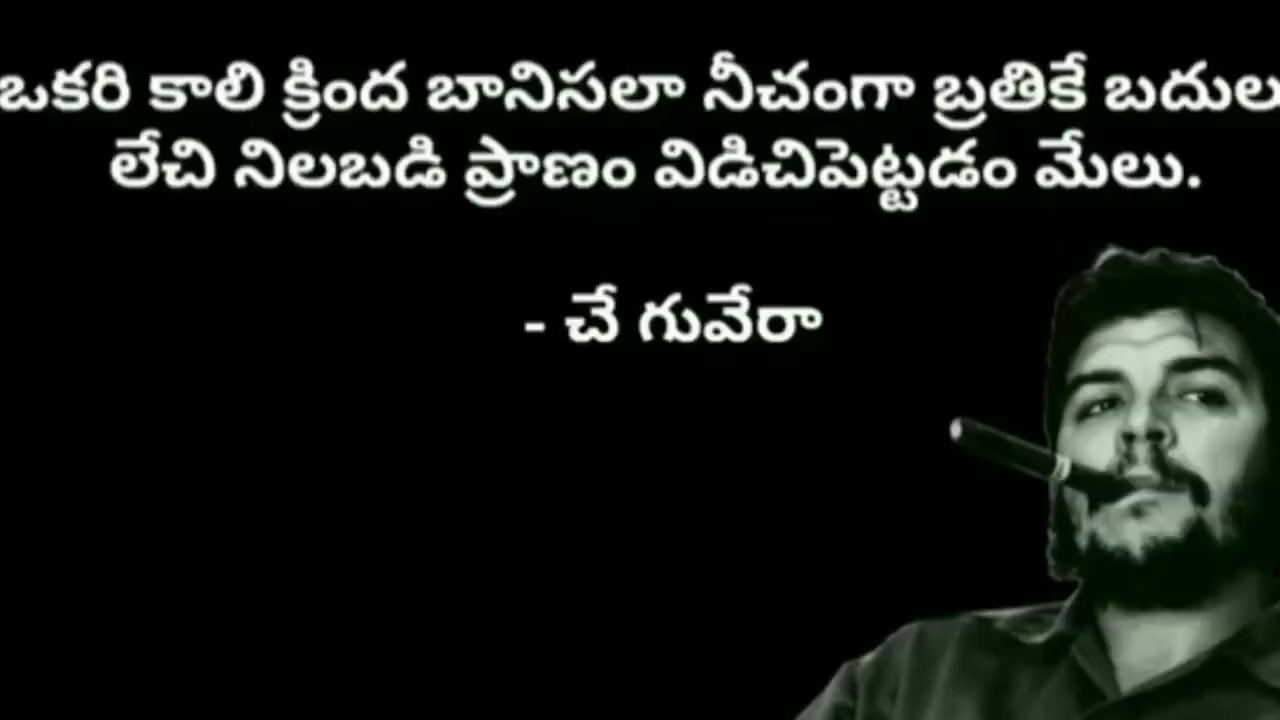 ఒకరి కాలి క్రింద బానిసలా నీచంగా బ్రతికే బదులు
లేచి నిలబడి ప్రాణం విడిచిపెట్టడం మేలు.
- చే గువేరా